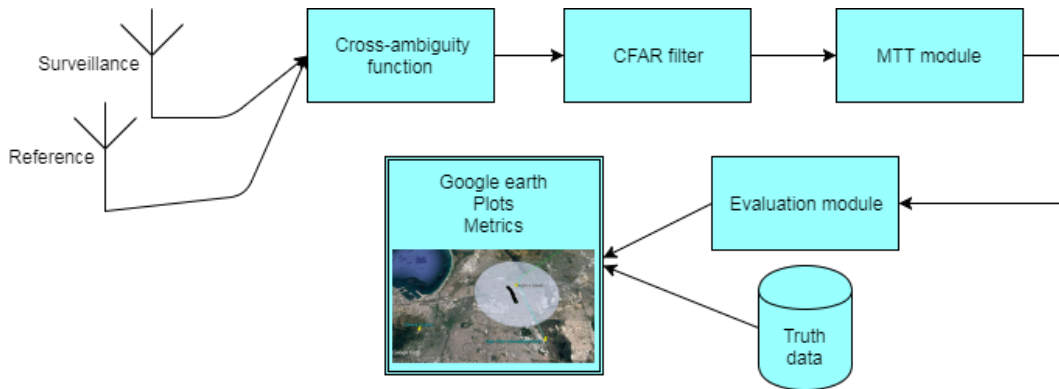 Surveillance
Reference
Cross-ambiguity
function
CFAR filter
MTT module
Google earth
Plots
Metrics
Evaluation module
Truth
data